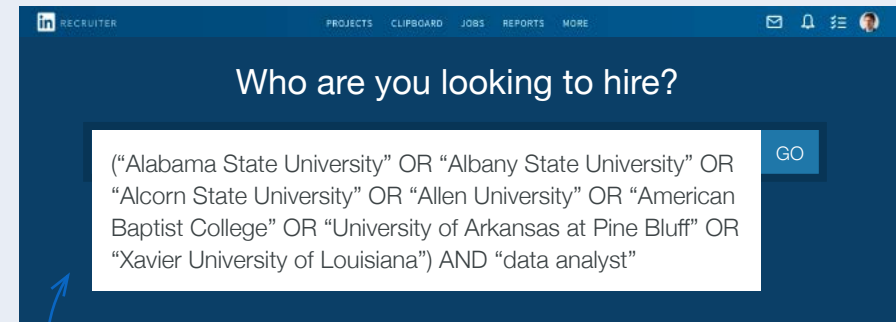 in RECRUITER PROJECTS CLIPBOARD JOBS REPORTS MORE
Who are you looking to hire?
(“Alabama State University” OR “Albany State University” OR
“Alcorn State University” OR “Allen University” OR “American
Baptist College” OR “University of Arkansas at Pine Bluff” OR
“Xavier University of Louisiana”) AND “data analyst”
GO